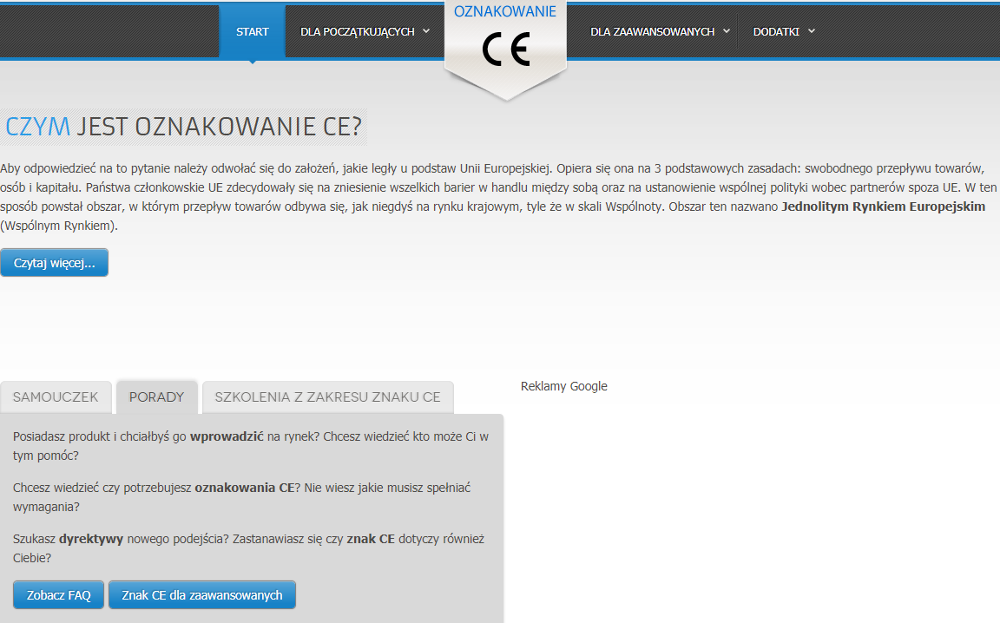 START
DLA POCZĄTKUJĄCYCH
OZNAKOWANIE
CE
DLA ZAAWANSOWANYCH
DODATKI
CZYM JEST OZNAKOWANIE CE?
Aby odpowiedzieć na to pytanie należy odwołać się do założeń, jakie legły u podstaw Unii Europejskiej. Opiera się ona na 3 podstawowych zasadach: swobodnego przepływu towarów,
osób i kapitału. Państwa członkowskie UE zdecydowały się na zniesienie wszelkich barier w handlu między sobą oraz na ustanowienie wspólnej polityki wobec partnerów spoza UE. W ten
sposób powstał obszar, w którym przepływ towarów odbywa się, jak niegdyś na rynku krajowym, tyle że w skali Wspólnoty. Obszar ten nazwano Jednolitym Rynkiem Europejskim
(Wspólnym Rynkiem).
Czytaj więcej...
SAMOUCZEK
PORADY
SZKOLENIA Z ZAKRESU ZNAKU CE
Reklamy Google
Posiadasz produkt i chciałbyś go wprowadzić na rynek? Chcesz wiedzieć kto może Ci w
tym pomóc?
Chcesz wiedzieć czy potrzebujesz oznakowania CE? Nie wiesz jakie musisz spełniać
wymagania?
Szukasz dyrektywy nowego podejścia? Zastanawiasz się czy znak CE dotyczy również
Ciebie?
Zobacz FAQ
Znak CE dla zaawansowanych